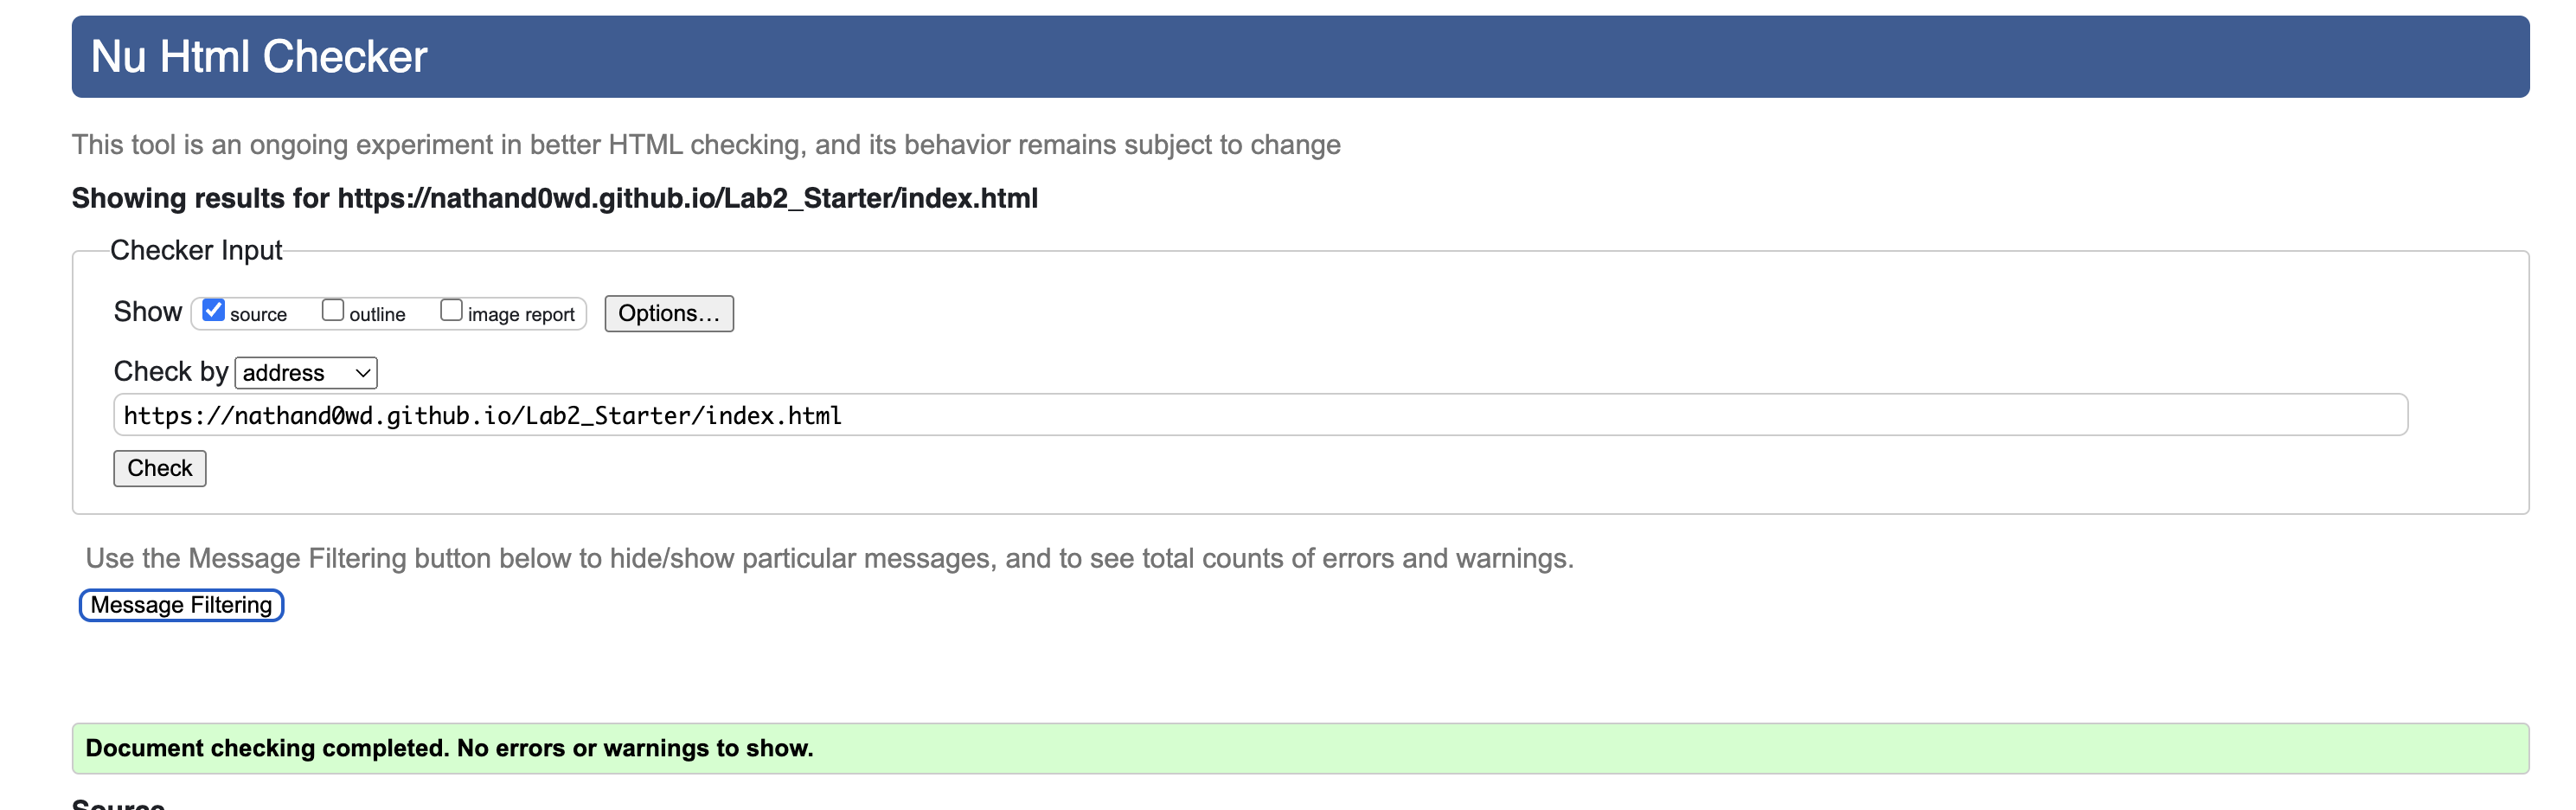 Nu Html Checker
This tool is an ongoing experiment in better HTML checking, and its behavior remains subject to change
Showing results for https://nathand0wd.github.io/Lab2_Starter/index.html
Checker Input
Show source outline image report Options...
Check by address
https://nathand0wd.github.io/Lab2_Starter/index.html
Check
Use the Message Filtering button below to hide/show particular messages, and to see total counts of errors and warnings.
Message Filtering
Document checking completed. No errors or warnings to show.
Source